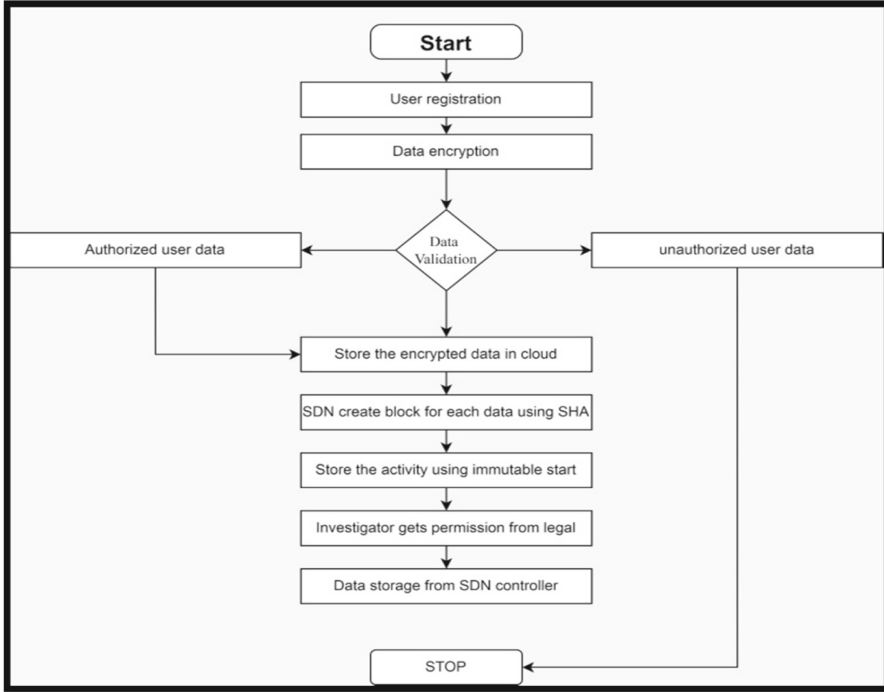 Start
User registration
Data encryption
Data
Validation
Authorized user data
unauthorized user data
Store the encrypted data in cloud
SDN create block for each data using SHA
Store the activity using immutable start
Investigator gets permission from legal
Data storage from SDN controller
STOP